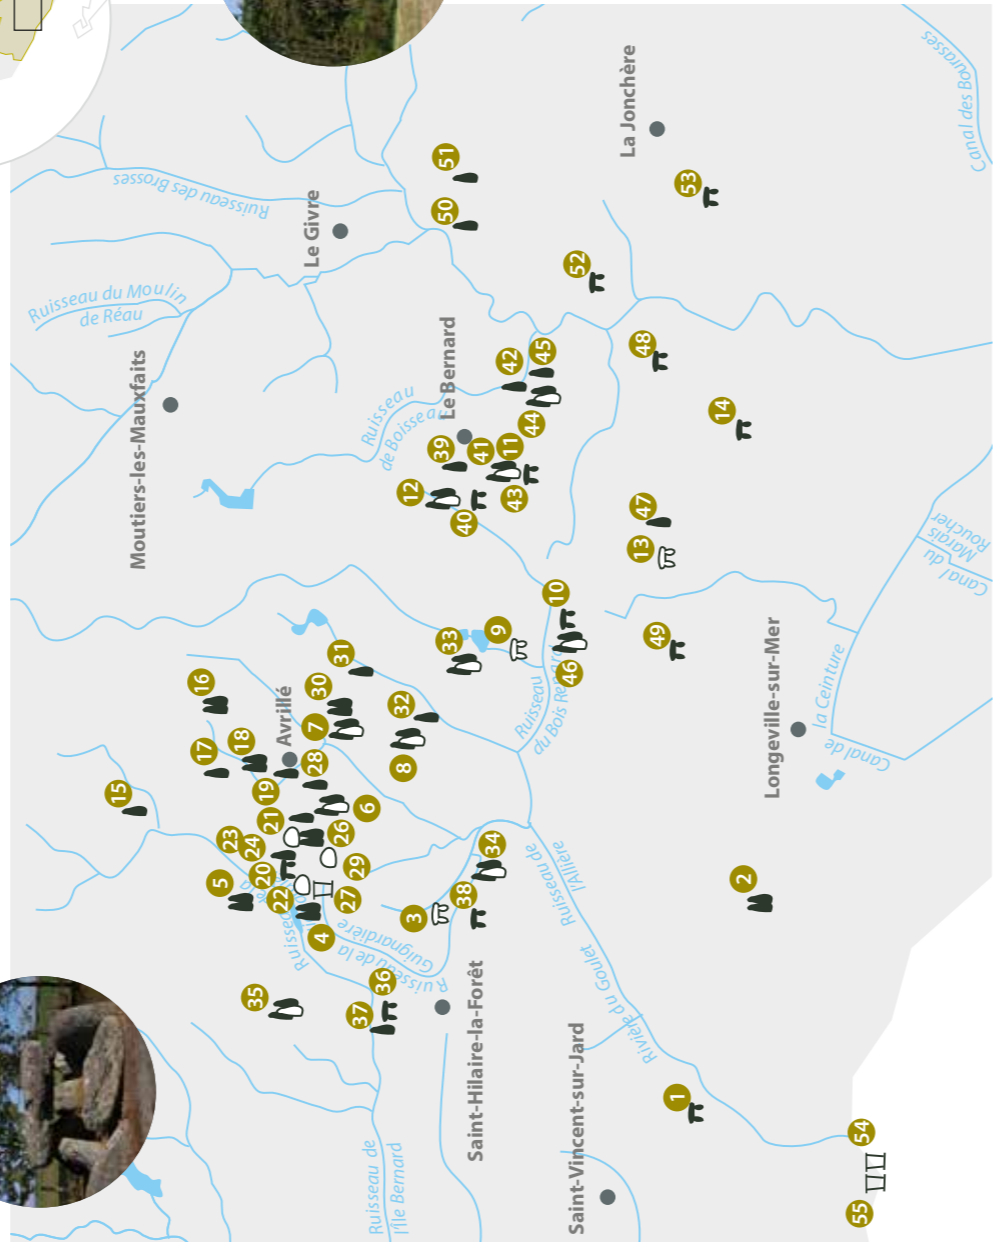 Moutiers-les-Mauxfaits
Ruisseau du Moulin
de Réau
Ruisseau des Brosses
Le Givre
La Jonchère
Canal des Bourasses
Le Bernard
Ruisseau
de Boisseau
Avrillé
Ruisseau
du Bois Renard
Ruisseau de la
Guignardière
Saint-Hilaire-la-Forêt
Ruisseau de
l'Île Bernard
Saint-Vincent-sur-Jard
Rivière du Goulet
Ruisseau de
l'Allière
Longeville-sur-Mer
Canal de
la Ceinture
Canal du
Marais
Roucher
15
16
17
18
19
5
23
24
20
21
22
28
7
30
31
6
26
29
27
4
35
37
36
3
38
34
8
32
33
9
12
39
40
41
11
43
44
42
45
10
46
50
51
52
53
48
14
47
13
49
2
1
54
55